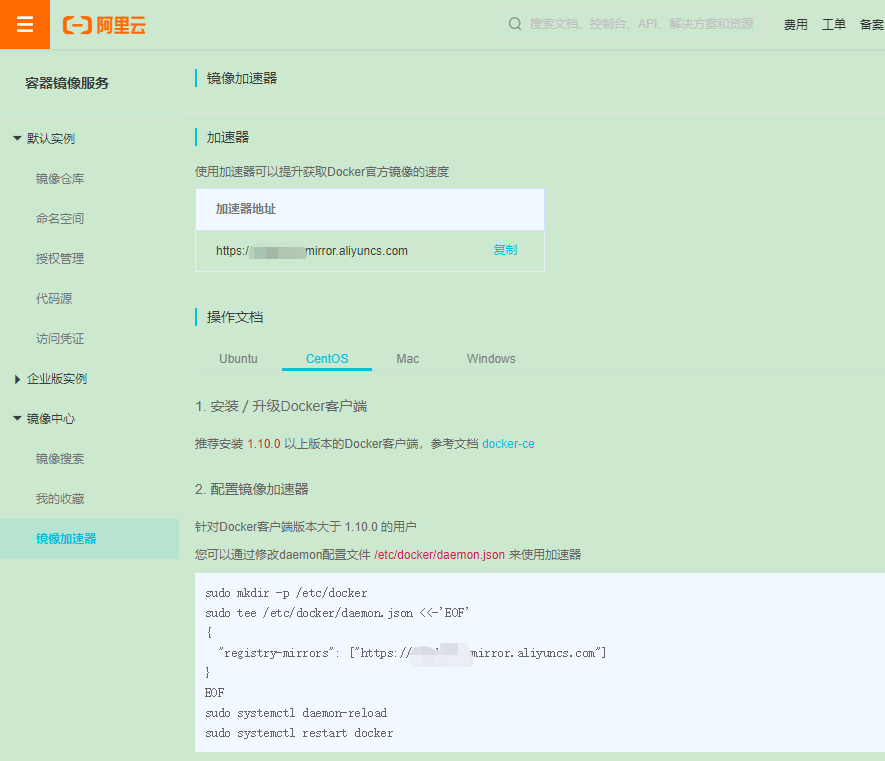 阿里云
搜索文档、控制台、API、解决方案和资源
费用 工单 备案
容器镜像服务
默认实例
镜像仓库
命名空间
授权管理
代码源
访问凭证
企业版实例
镜像中心
镜像搜索
我的收藏
镜像加速器
镜像加速器
加速器
使用加速器可以提升获取Docker官方镜像的速度
加速器地址
https:/ mirror.aliyuncs.com 复制
操作文档
Ubuntu CentOS Mac Windows
1. 安装 / 升级Docker客户端
推荐安装 1.10.0 以上版本的Docker客户端，参考文档 docker-ce
2. 配置镜像加速器
针对Docker客户端版本大于 1.10.0 的用户
您可以通过修改daemon配置文件 /etc/docker/daemon.json 来使用加速器
sudo mkdir -p /etc/docker
sudo tee /etc/docker/daemon.json <<-'EOF'
{
"registry-mirrors": ["https:// mirror.aliyuncs.com"]
}
EOF
sudo systemctl daemon-reload
sudo systemctl restart docker